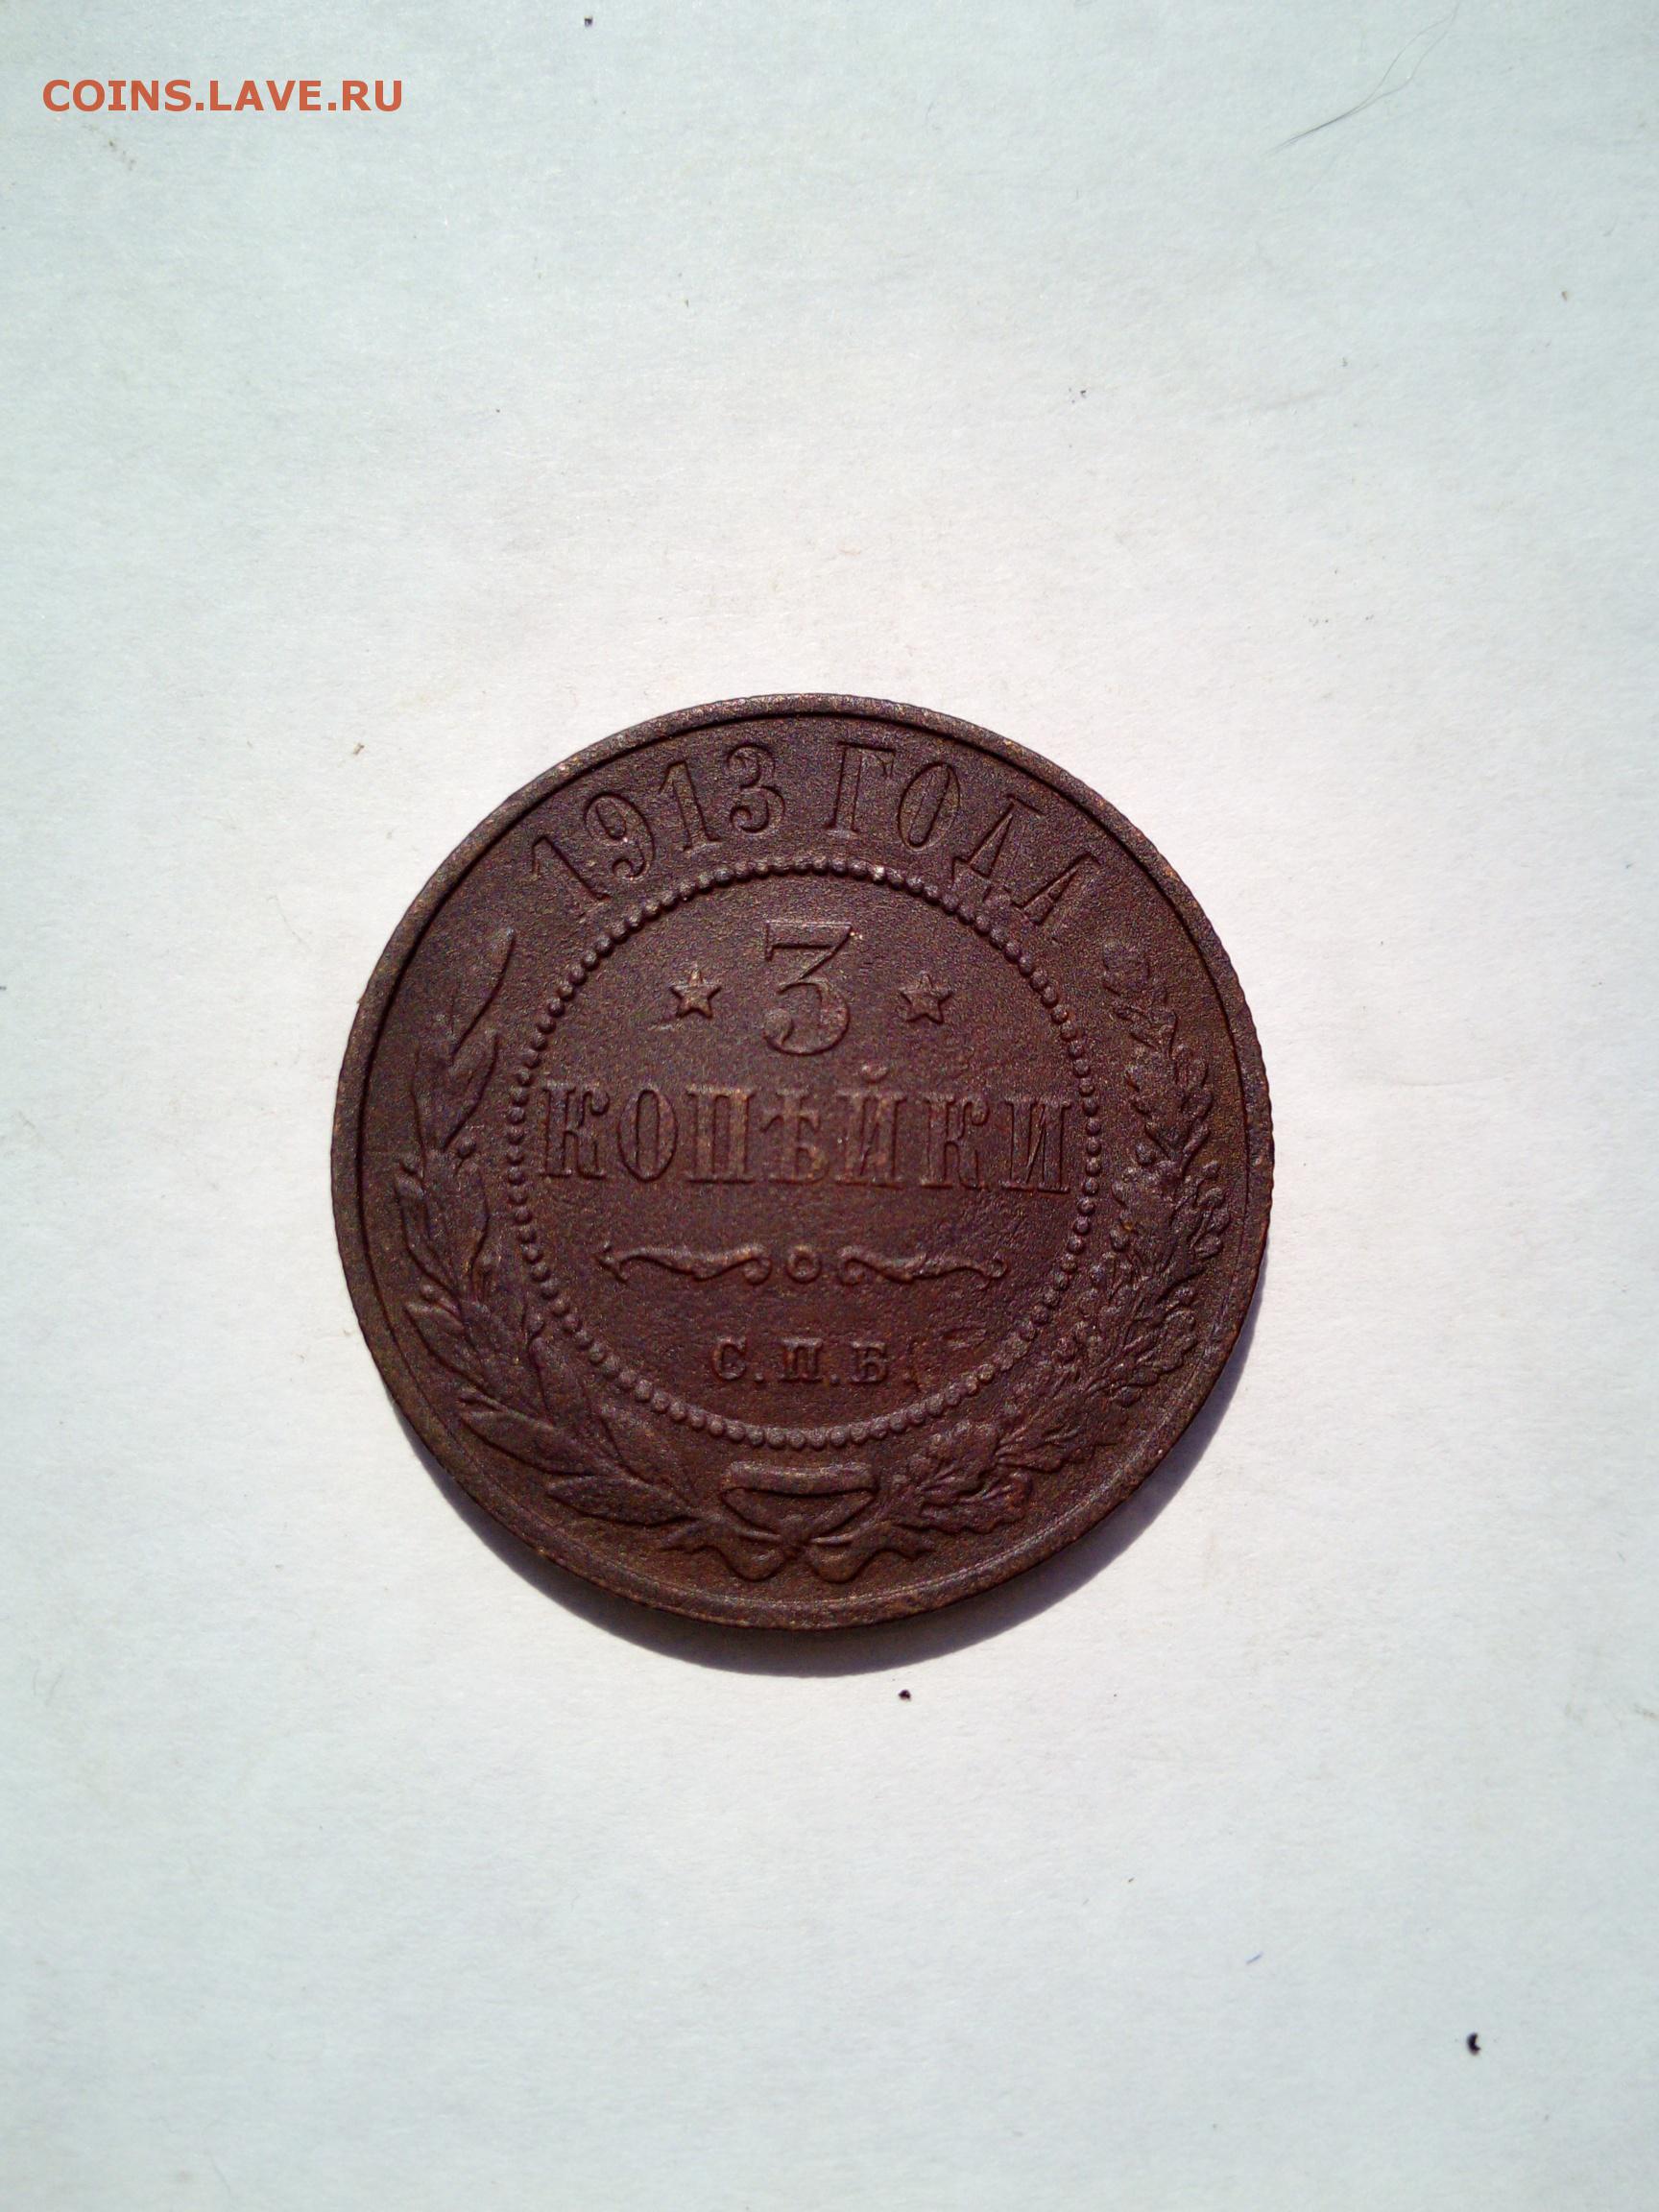 COINS.LAVE.RU
1913 ГОДА
3
КОПѢЙКИ
С.П.Б.